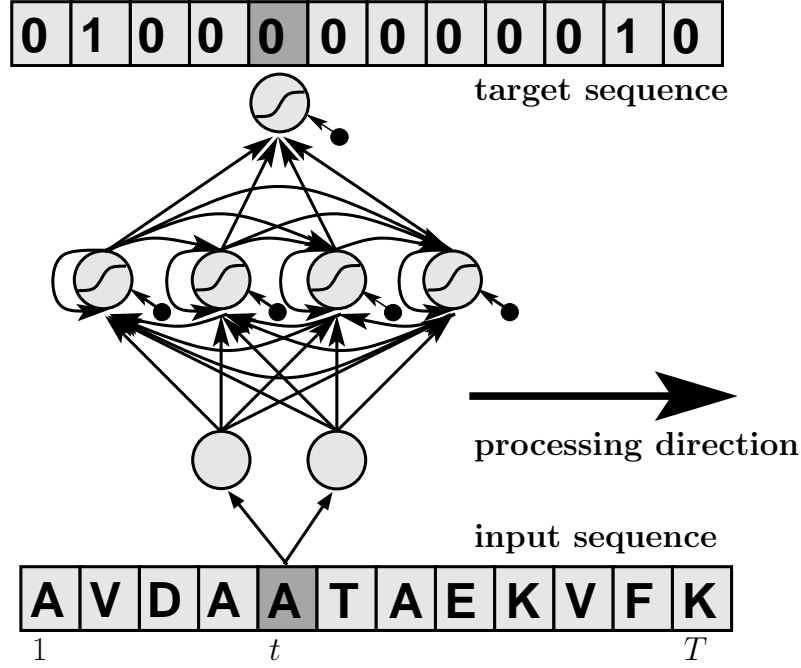 0 1 0 0 0 0 0 0 0 0 1 0
target sequence
processing direction
input sequence
A V D A A T A E K V F K
1 t T